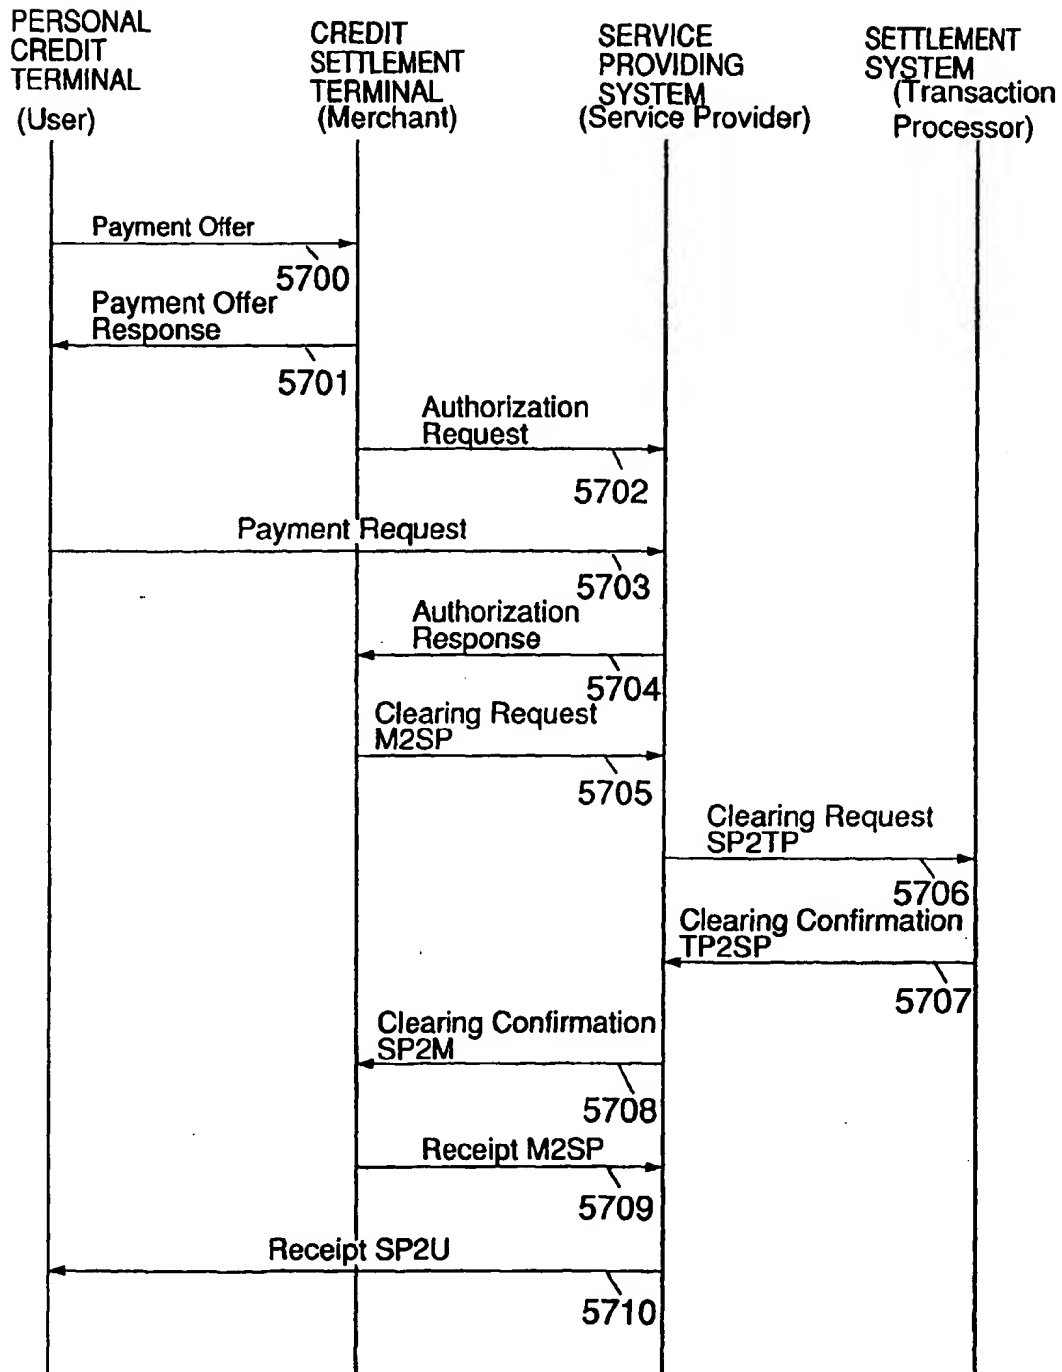 PERSONAL
CREDIT
TERMINAL
(User)
CREDIT
SETTLEMENT
TERMINAL
(Merchant)
SERVICE
PROVIDING
SYSTEM
(Service Provider)
SETTLEMENT
SYSTEM
(Transaction
Processor)
Payment Offer
5700
Payment Offer
Response
5701
Authorization
Request
5702
Payment Request
5703
Authorization
Response
5704
Clearing Request
M2SP
5705
Clearing Request
SP2TP
5706
Clearing Confirmation
TP2SP
5707
Clearing Confirmation
SP2M
5708
Receipt M2SP
5709
Receipt SP2U
5710